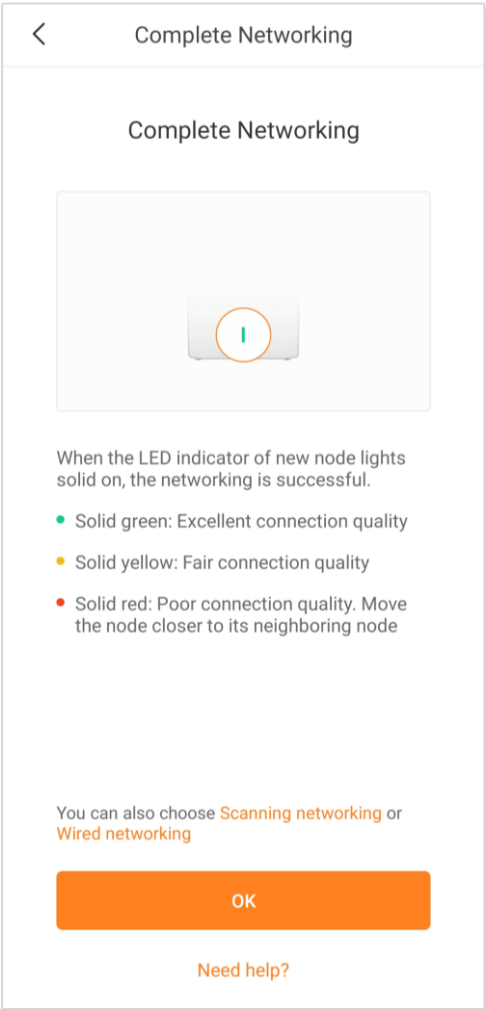 Complete Networking
Complete Networking
When the LED indicator of new node lights
solid on, the networking is successful.
Solid green: Excellent connection quality
Solid yellow: Fair connection quality
Solid red: Poor connection quality. Move
the node closer to its neighboring node
You can also choose Scanning networking or
Wired networking
OK
Need help?